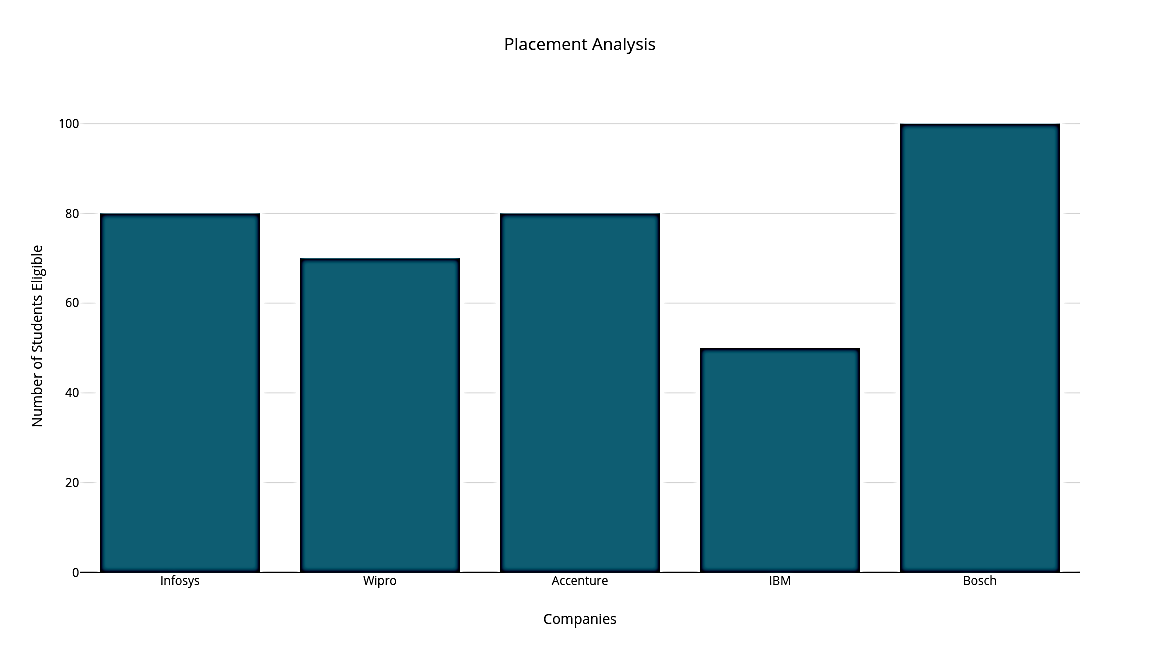 Placement Analysis
100
80
60
40
20
0
Number of Students Eligible
Infosys Wipro Accenture IBM Bosch
Companies